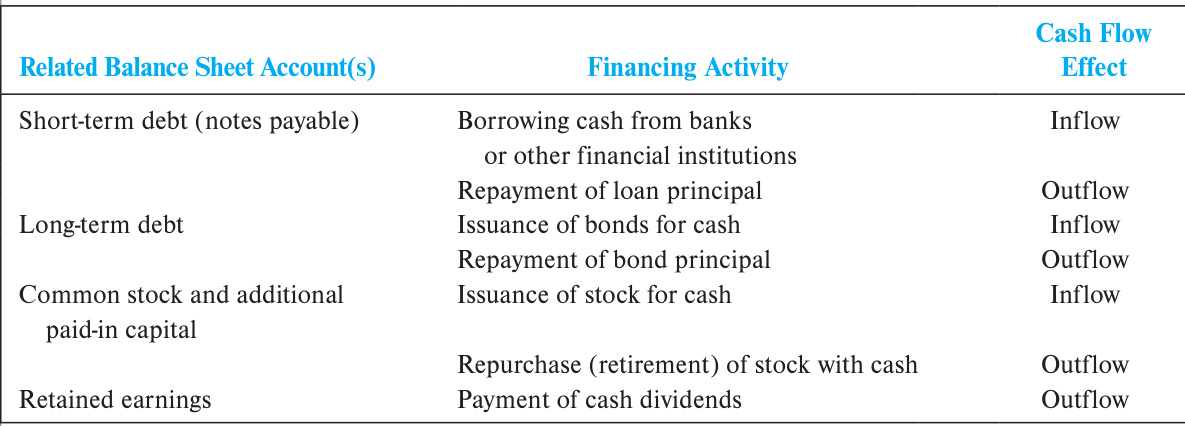 Cash Flow
Related Balance Sheet Account(s) Financing Activity Effect
Short-term debt (notes payable) Borrowing cash from banks Inflow
or other financial institutions
Repayment of loan principal Outflow
Long-term debt Issuance of bonds for cash Inflow
Repayment of bond principal Outflow
Common stock and additional Issuance of stock for cash Inflow
paid-in capital
Repurchase (retirement) of stock with cash Outflow
Retained earnings Payment of cash dividends Outflow